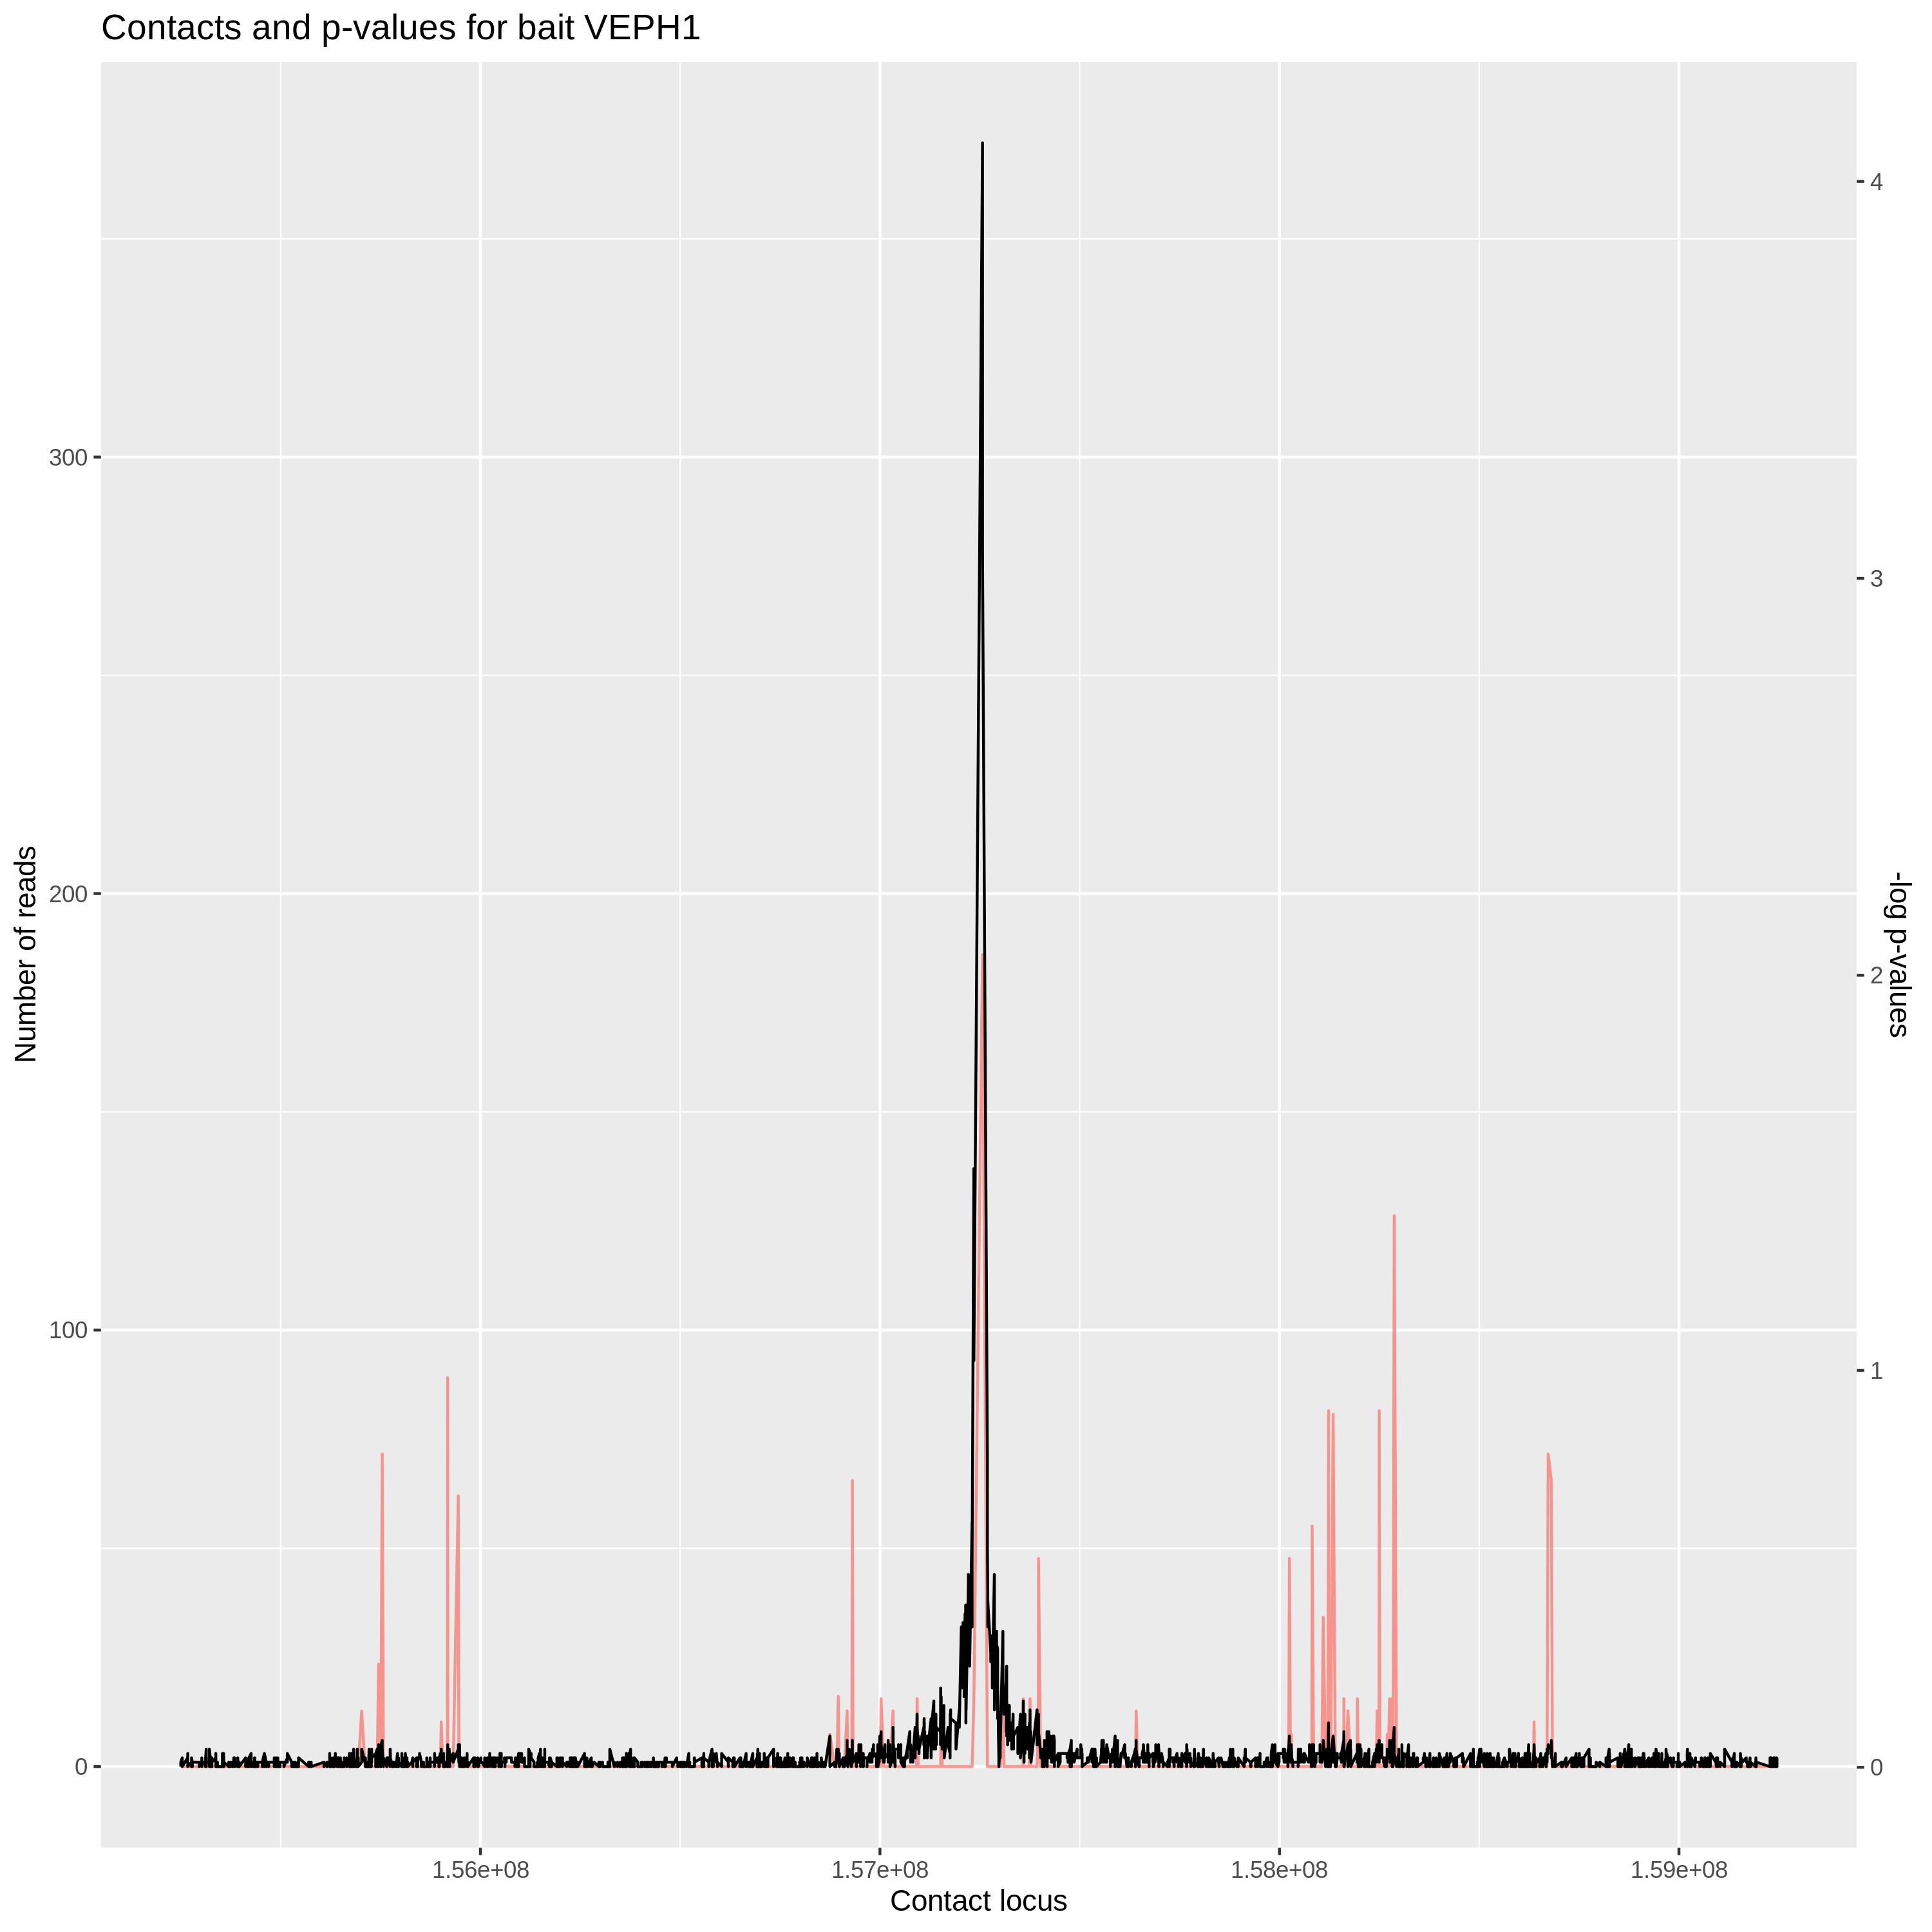 Contacts and p-values for bait VEPH1
Number of reads
300
200
100
0
4
3
2
1
0
-log p-values
1.56e+08
1.57e+08
1.58e+08
1.59e+08
Contact locus